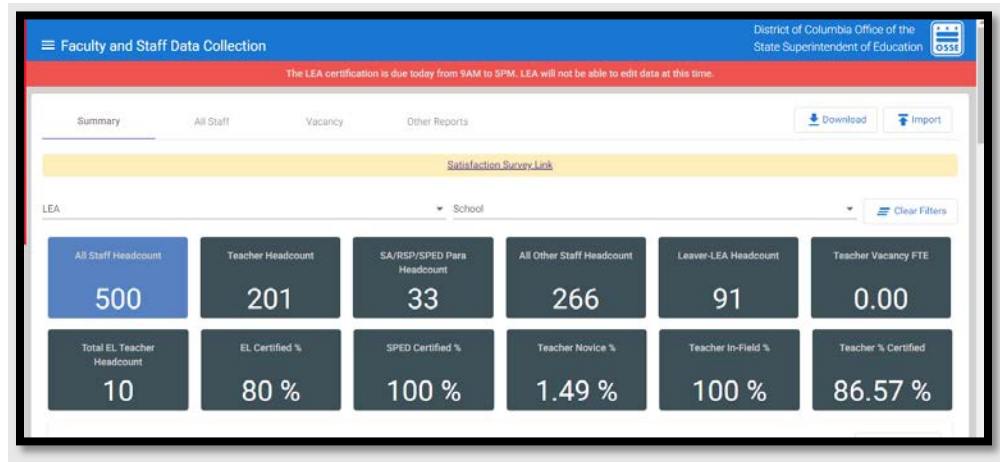 District of Columbia Office of the
Faculty and Staff Data Collection
State Superintendent of Education
OSSE
The LEA certification is due today from 9AM to 5PM. LEA will not be able to edit data at this time.
Summary All Staff Vacancy Other Reports Download Import
Satisfaction Survey Link
LEA School Clear Filters
All Staff Headcount
500
Teacher Headcount
201
SA/RSP/SPED Para
Headcount
33
All Other Staff Headcount
266
Leaver-LEA Headcount
91
Teacher Vacancy FTE
0.00
Total EL Teacher
Headcount
10
EL Certified %
80 %
SPED Certified %
100 %
Teacher Novice %
1.49 %
Teacher In-Field %
100 %
Teacher % Certified
86.57 %